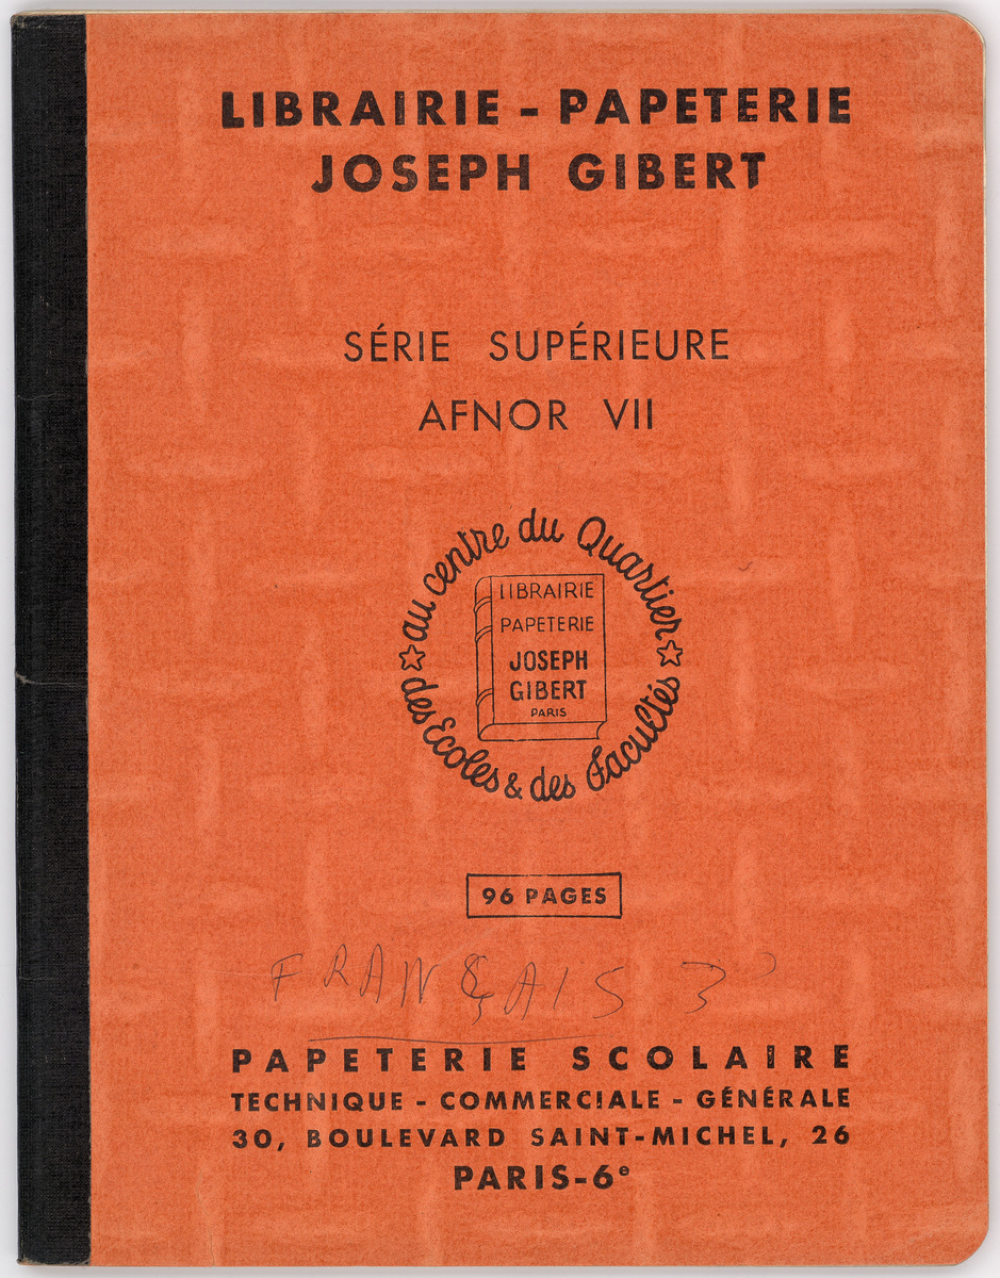 LIBRAIRIE - PAPETERIE
JOSEPH GIBERT
SÉRIE SUPÉRIEURE
AFNOR VII
au centre du Quartier
LIBRAIRIE
PAPETERIE
JOSEPH
GIBERT
PARIS
des Ecoles & des Facultés
96 PAGES
FRANÇAIS 3
PAPETERIE SCOLAIRE
TECHNIQUE - COMMERCIALE - GÉNÉRALE
30, BOULEVARD SAINT-MICHEL, 26
PARIS-6e